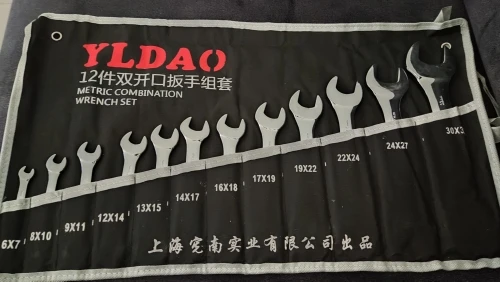 YLDAO
12件双开口扳手组套
METRIC COMBINATION
WRENCH SET
6X7
8X10
9X11
12X14
13X15
14X17
16X18
17X19
19X22
22X24
24X27
上海宽南实业有限公司出品